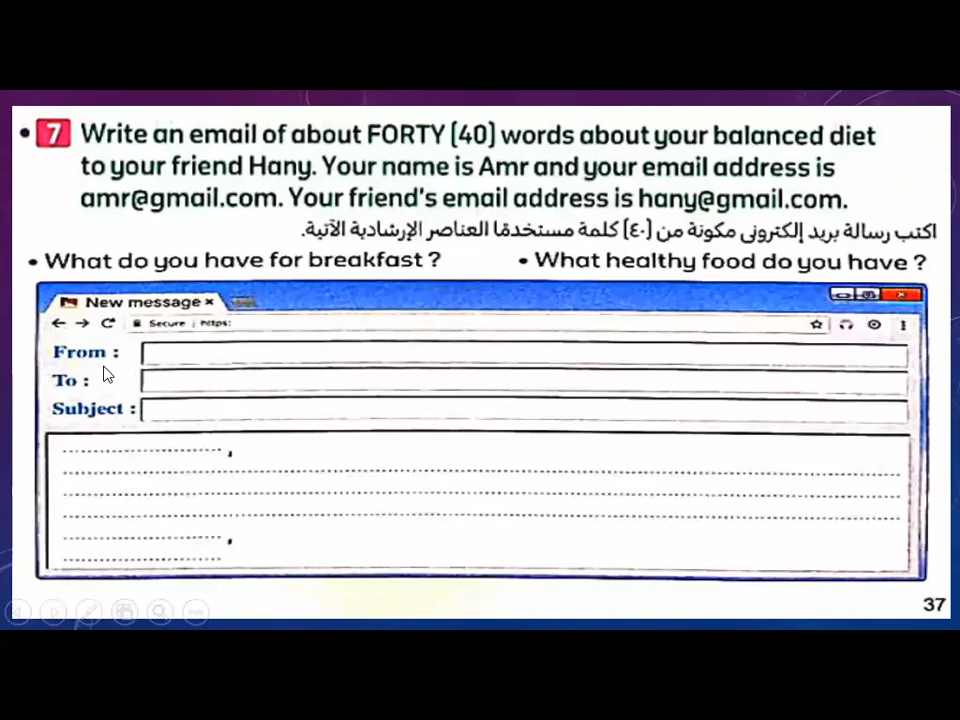 • 7 Write an email of about FORTY (40) words about your balanced diet
to your friend Hany. Your name is Amr and your email address is
amr@gmail.com. Your friend's email address is hany@gmail.com.
اكتب رسالة بريد إلكترونى مكونة من (٤٠) كلمة مستخدمًا العناصر الإرشادية الآتية.
• What do you have for breakfast ? • What healthy food do you have ?
New message ×
Secure | https:
From :
To :
Subject :
.......................... ,
.......................... ,
37